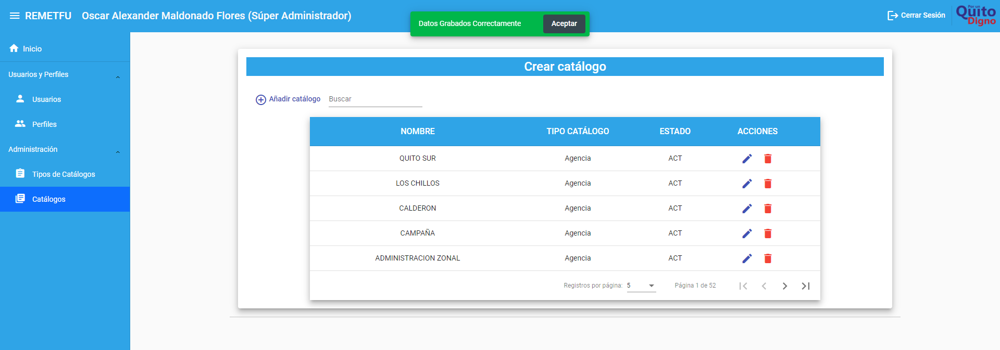 REMETFU
Oscar Alexander Maldonado Flores (Súper Administrador)
Datos Grabados Correctamente
Aceptar
Cerrar Sesión
Por un
Quito
Digno
Inicio
Usuarios y Perfiles
Usuarios
Perfiles
Administración
Tipos de Catálogos
Catálogos
Crear catálogo
Añadir catálogo
Buscar
NOMBRE TIPO CATÁLOGO ESTADO ACCIONES
QUITO SUR Agencia ACT
LOS CHILLOS Agencia ACT
CALDERON Agencia ACT
CAMPAÑA Agencia ACT
ADMINISTRACION ZONAL Agencia ACT
Registros por página: 5 Página 1 de 52